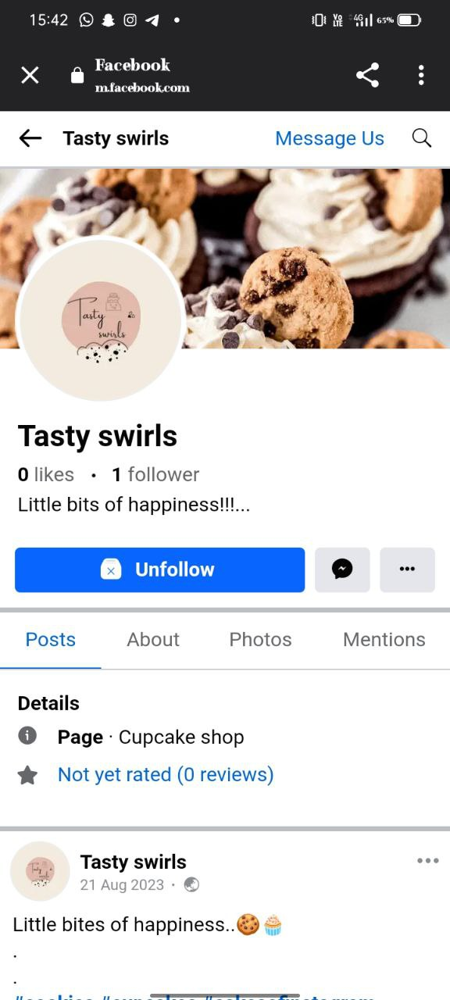 15:42 Vo LTE 4G 65%
Facebook
m.facebook.com
Tasty swirls Message Us
Tasty
swirls
Tasty swirls
0 likes • 1 follower
Little bits of happiness!!!...
Unfollow
Posts About Photos Mentions
Details
Page · Cupcake shop
Not yet rated (0 reviews)
Tasty swirls
21 Aug 2023 ·
Little bites of happiness..🍪🧁
.
.
#cookies #cupcakes